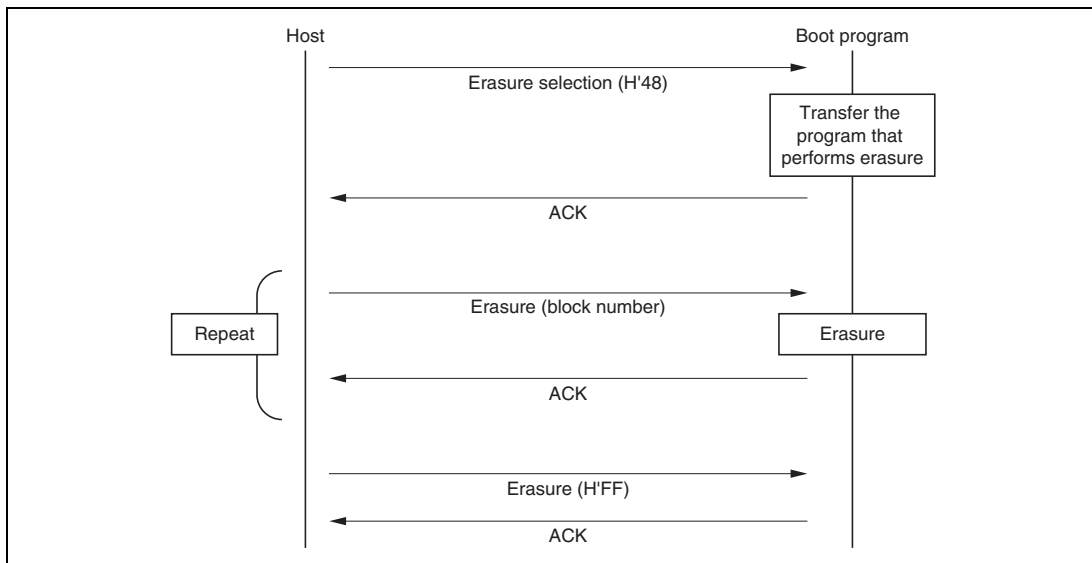 Host
Boot program
Erasure selection (H'48)
Transfer the
program that
performs erasure
ACK
Erasure (block number)
Repeat
Erasure
ACK
Erasure (H'FF)
ACK